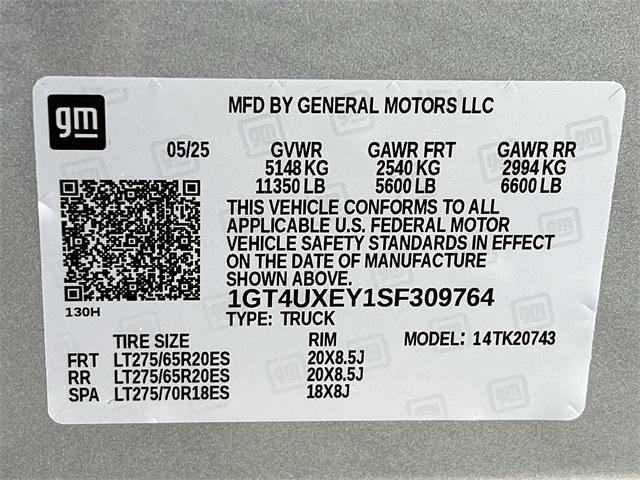 gm
MFD BY GENERAL MOTORS LLC
05/25 GVWR GAWR FRT GAWR RR
5148 KG 2540 KG 2994 KG
11350 LB 5600 LB 6600 LB
THIS VEHICLE CONFORMS TO ALL
APPLICABLE U.S. FEDERAL MOTOR
VEHICLE SAFETY STANDARDS IN EFFECT
ON THE DATE OF MANUFACTURE
SHOWN ABOVE.
130H
1GT4UXEY1SF309764
TYPE: TRUCK
TIRE SIZE RIM MODEL: 14TK20743
FRT LT275/65R20ES 20X8.5J
RR LT275/65R20ES 20X8.5J
SPA LT275/70R18ES 18X8J